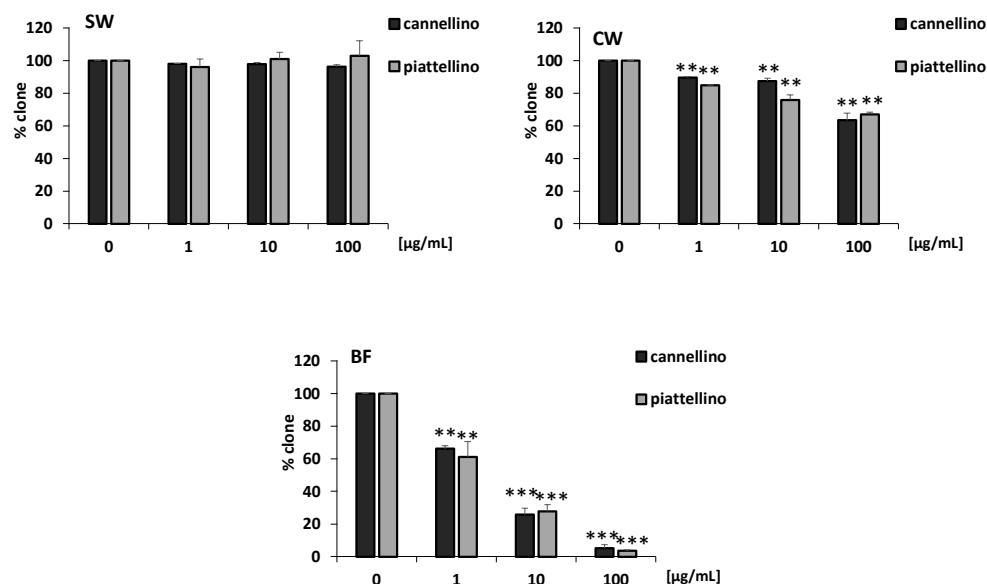 SW
cannellino
piattellino
% clone
120
100
80
60
40
20
0
0 1 10 100 [µg/mL]
CW
cannellino
piattellino
% clone
120
100
80
60
40
20
0
** ** ** ** ** **
0 1 10 100 [µg/mL]
BF
cannellino
piattellino
% clone
120
100
80
60
40
20
0
** **
*** ***
*** ***
0 1 10 100 [µg/mL]